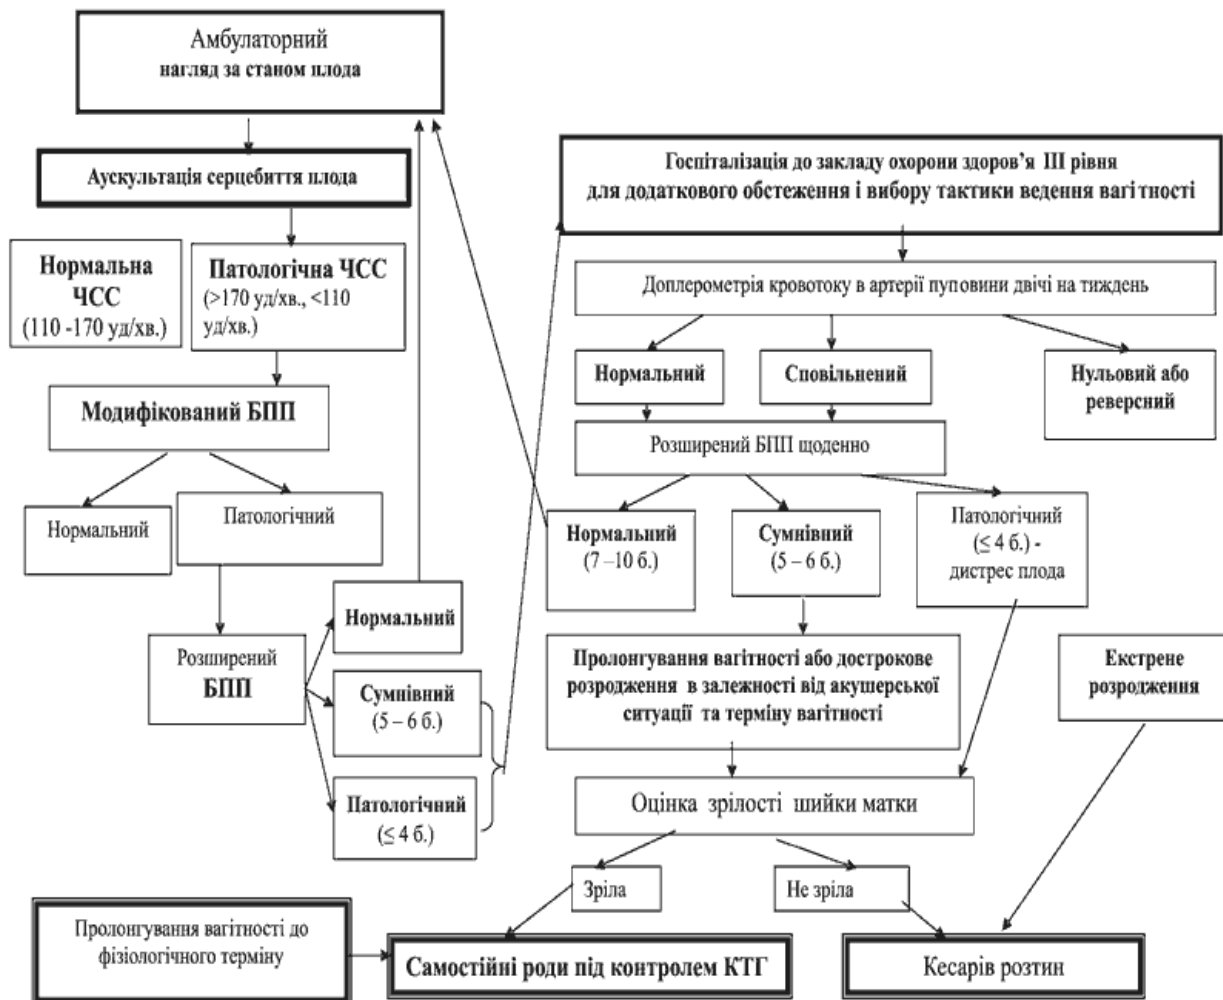 Амбулаторний
нагляд за станом плода
Аускультація серцебиття плода
Нормальна
ЧСС
(110 -170 уд/хв.)
Патологічна ЧСС
(>170 уд/хв., <110
уд/хв.)
Модифікований БПП
Нормальний
Патологічний
Розширений
БПП
Нормальний
Сумнівний
(5 – 6 б.)
Патологічний
(≤ 4 б.)
Госпіталізація до закладу охорони здоров’я III рівня
для додаткового обстеження і вибору тактики ведення вагітності
Доплерометрія кровотоку в артерії пуповини двічі на тиждень
Нормальний
Сповільнений
Нульовий або
реверсний
Розширений БПП щоденно
Нормальний
(7 –10 б.)
Сумнівний
(5 – 6 б.)
Патологічний
(≤ 4 б.) -
дистрес плода
Пролонгування вагітності або дострокове
розродження в залежності від акушерської
ситуації та терміну вагітності
Екстрене
розродження
Оцінка зрілості шийки матки
Зріла
Не зріла
Пролонгування вагітності до
фізіологічного терміну
Самостійні роди під контролем КТГ
Кесарів розтин